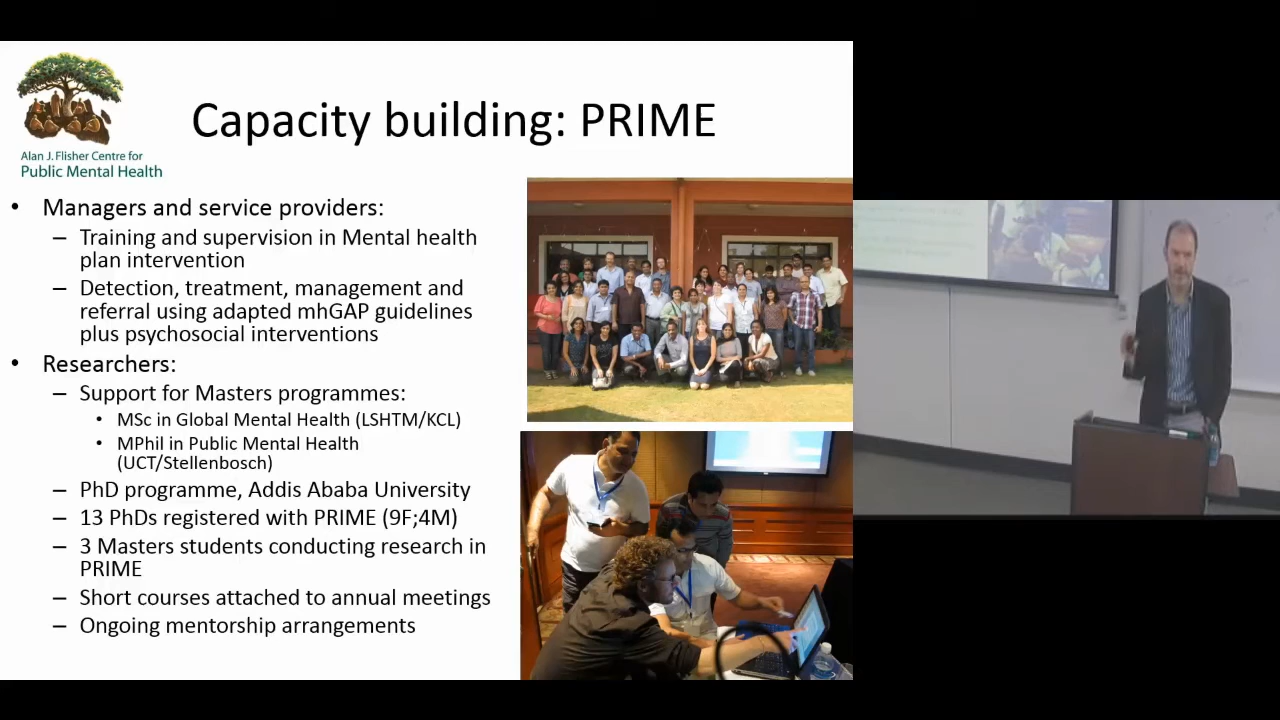 Alan J. Flisher Centre for
Public Mental Health
Capacity building: PRIME
• Managers and service providers:
– Training and supervision in Mental health
plan intervention
– Detection, treatment, management and
referral using adapted mhGAP guidelines
plus psychosocial interventions
• Researchers:
– Support for Masters programmes:
• MSc in Global Mental Health (LSHTM/KCL)
• MPhil in Public Mental Health
(UCT/Stellenbosch)
– PhD programme, Addis Ababa University
– 13 PhDs registered with PRIME (9F;4M)
– 3 Masters students conducting research in
PRIME
– Short courses attached to annual meetings
– Ongoing mentorship arrangements